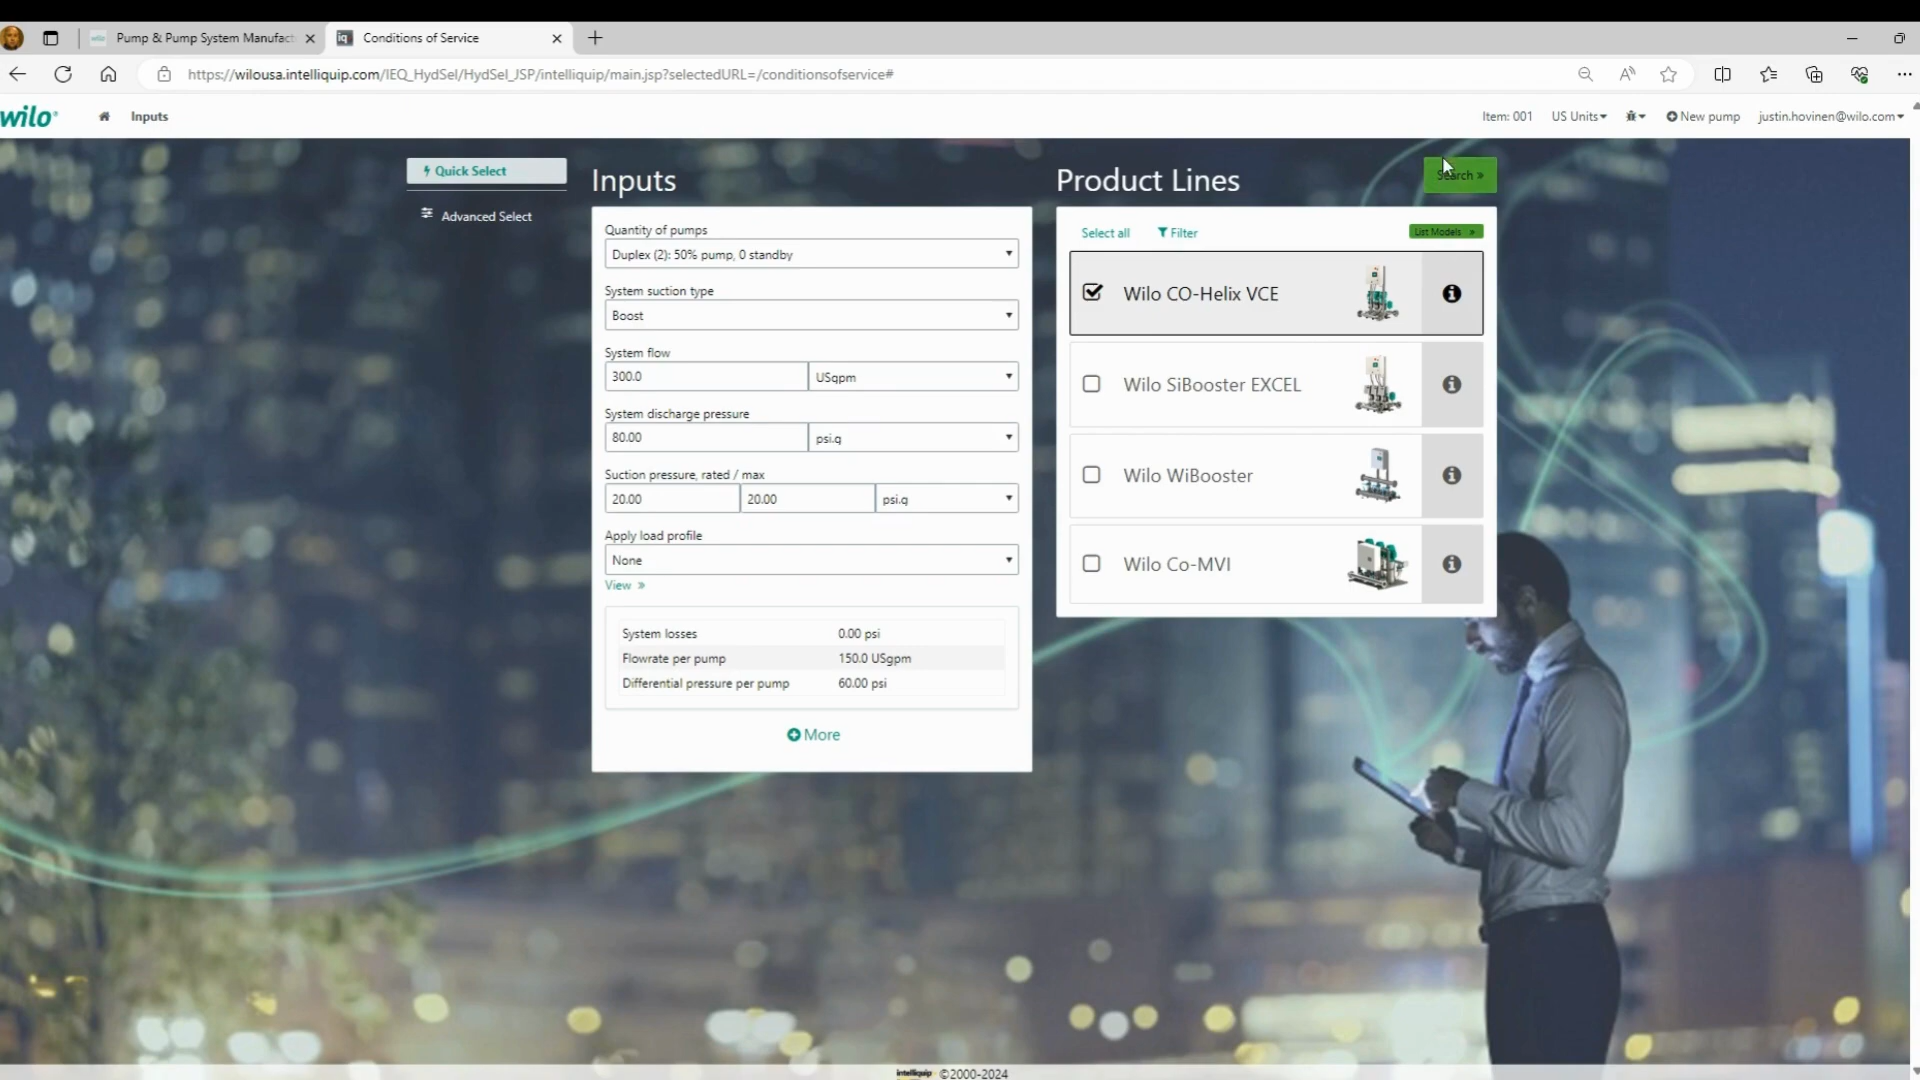 Pump & Pump System Manufact
Conditions of Service
https://wilousa.intelliquip.com/IEQ_HydSel/HydSel_JSP/intelliquip/main.jsp?selectedURL=/conditionsofservice#
wilo
Inputs
Item: 001
US Units
New pump
justin.hovinen@wilo.com
Quick Select
Advanced Select
Inputs
Quantity of pumps
Duplex (2): 50% pump, 0 standby
System suction type
Boost
System flow
300.0
USgpm
System discharge pressure
80.00
psi.g
Suction pressure, rated / max
20.00
20.00
psi.g
Apply load profile
None
View »
System losses 0.00 psi
Flowrate per pump 150.0 USgpm
Differential pressure per pump 60.00 psi
More
Product Lines
Search »
Select all
Filter
List Models »
Wilo CO-Helix VCE
Wilo SiBooster EXCEL
Wilo WiBooster
Wilo Co-MVI
intelliquip ©2000-2024